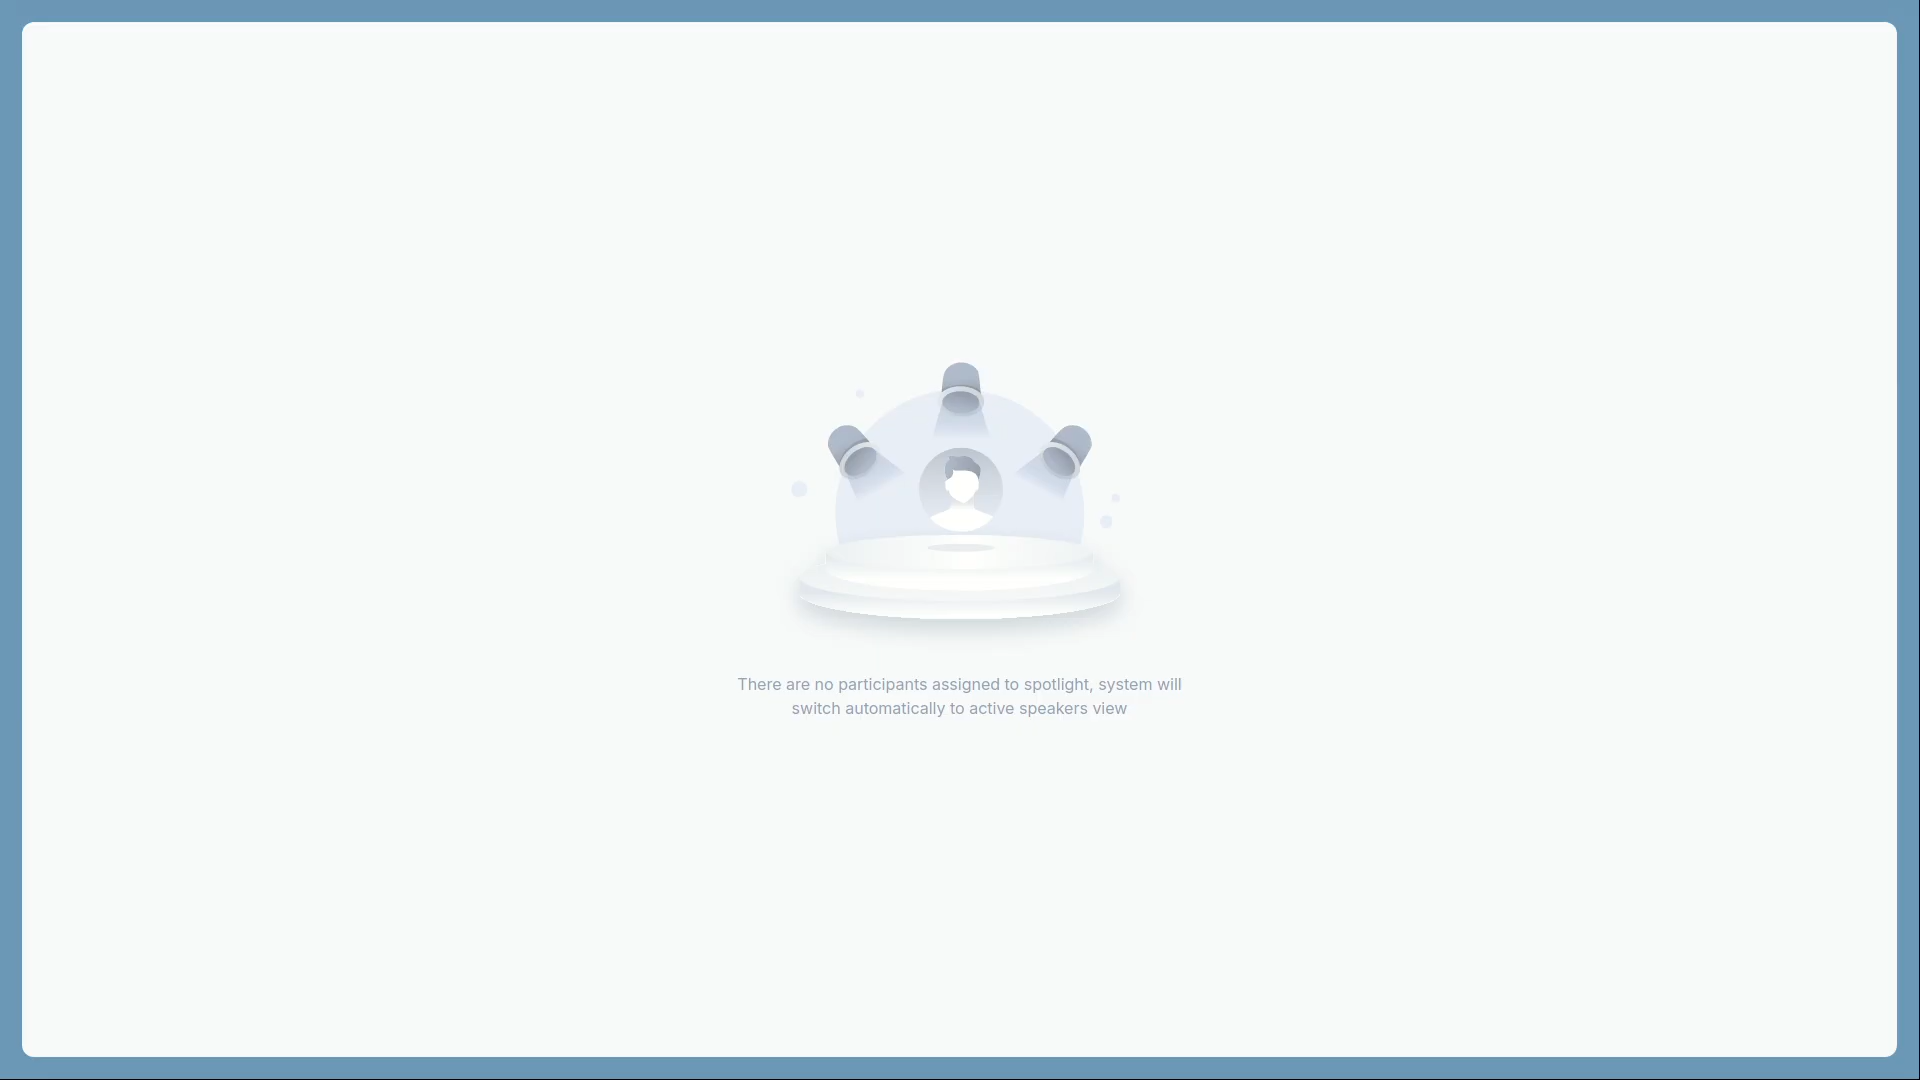 There are no participants assigned to spotlight, system will
switch automatically to active speakers view